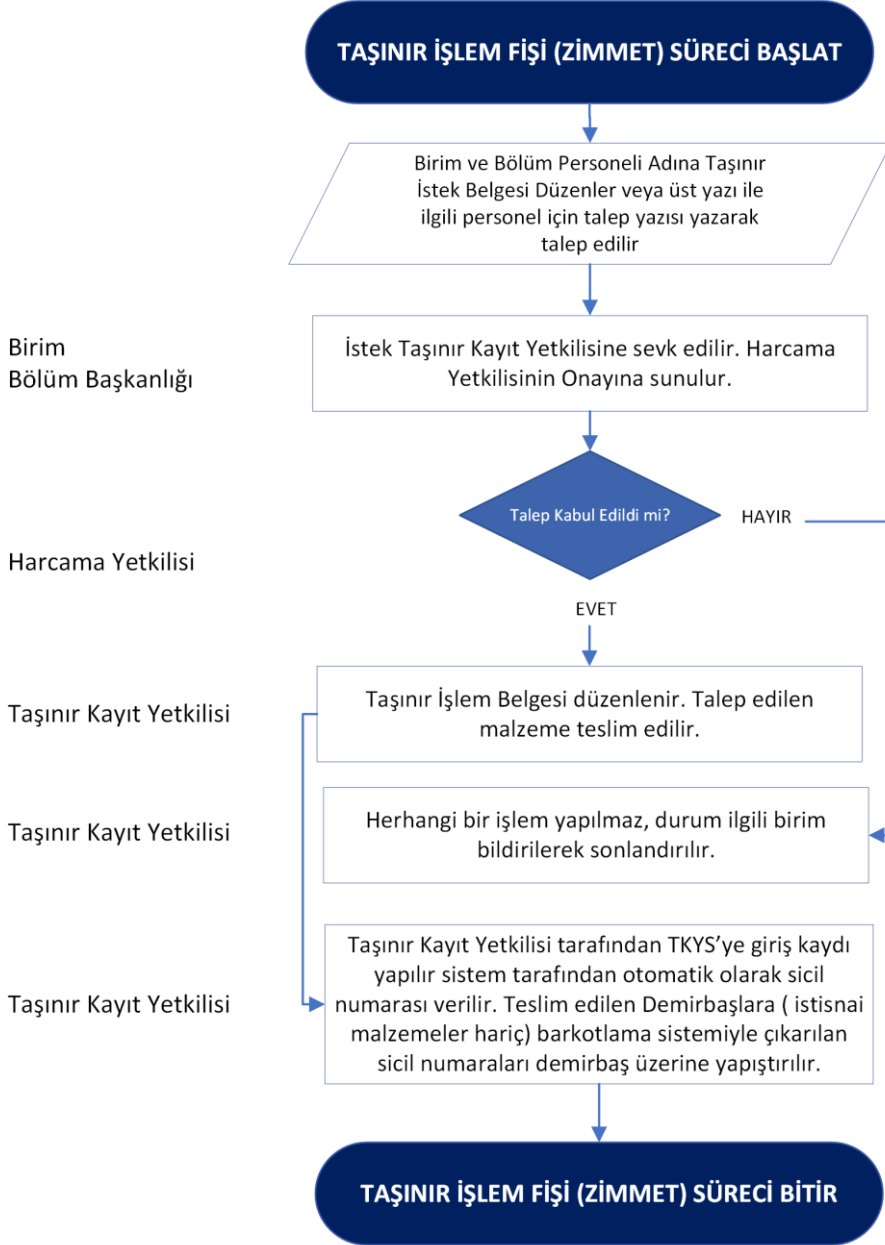 TAŞINIR İŞLEM FİŞİ (ZİMMET) SÜRECİ BAŞLAT
Birim ve Bölüm Personeli Adına Taşınır
İstek Belgesi Düzenler veya üst yazı ile
ilgili personel için talep yazısı yazarak
talep edilir
Birim
Bölüm Başkanlığı
İstek Taşınır Kayıt Yetkilisine sevk edilir. Harcama
Yetkilisinin Onayına sunulur.
Talep Kabul Edildi mi?
HAYIR
Harcama Yetkilisi
EVET
Taşınır Kayıt Yetkilisi
Taşınır İşlem Belgesi düzenlenir. Talep edilen
malzeme teslim edilir.
Taşınır Kayıt Yetkilisi
Herhangi bir işlem yapılmaz, durum ilgili birim
bildirilerek sonlandırılır.
Taşınır Kayıt Yetkilisi
Taşınır Kayıt Yetkilisi tarafından TKYS’ye giriş kaydı
yapılır sistem tarafından otomatik olarak sicil
numarası verilir. Teslim edilen Demirbaşlara ( istisnai
malzemeler hariç) barkotlama sistemiyle çıkarılan
sicil numaraları demirbaş üzerine yapıştırılır.
TAŞINIR İŞLEM FİŞİ (ZİMMET) SÜRECİ BİTİR